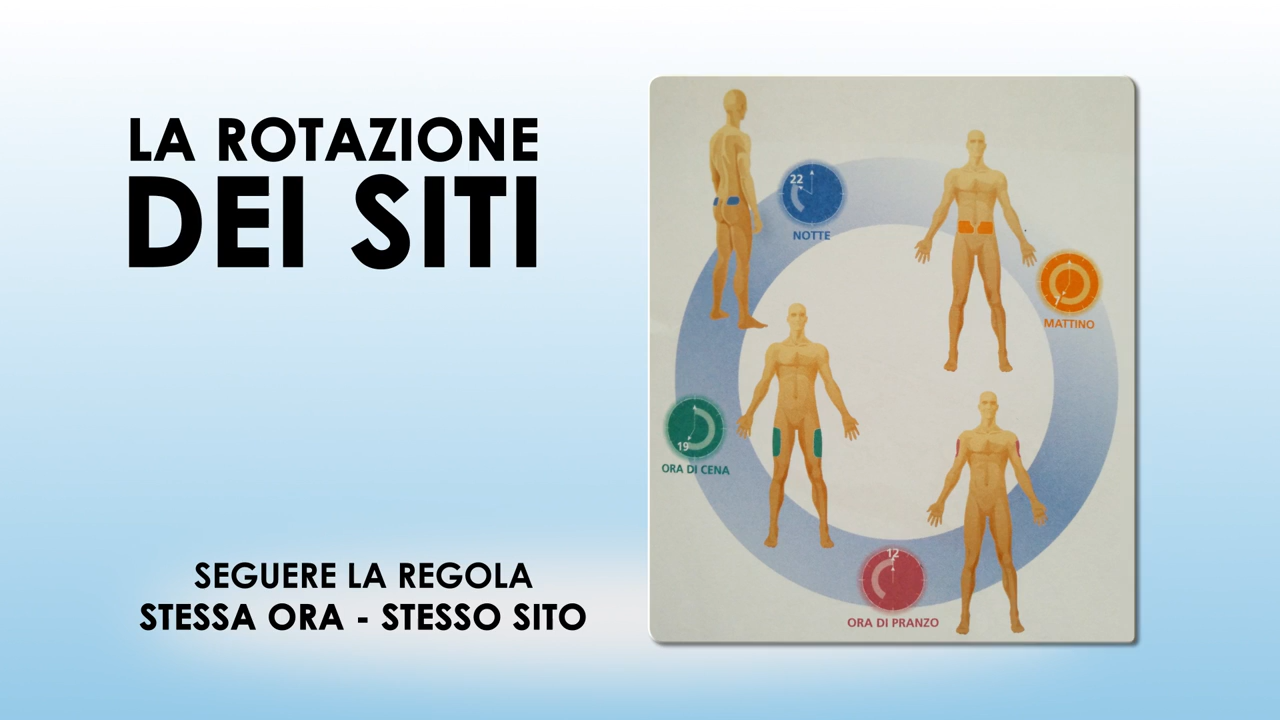 LA ROTAZIONE
DEI SITI
SEGUERE LA REGOLA
STESSA ORA - STESSO SITO
22
NOTTE
7
MATTINO
19
ORA DI CENA
12
ORA DI PRANZO